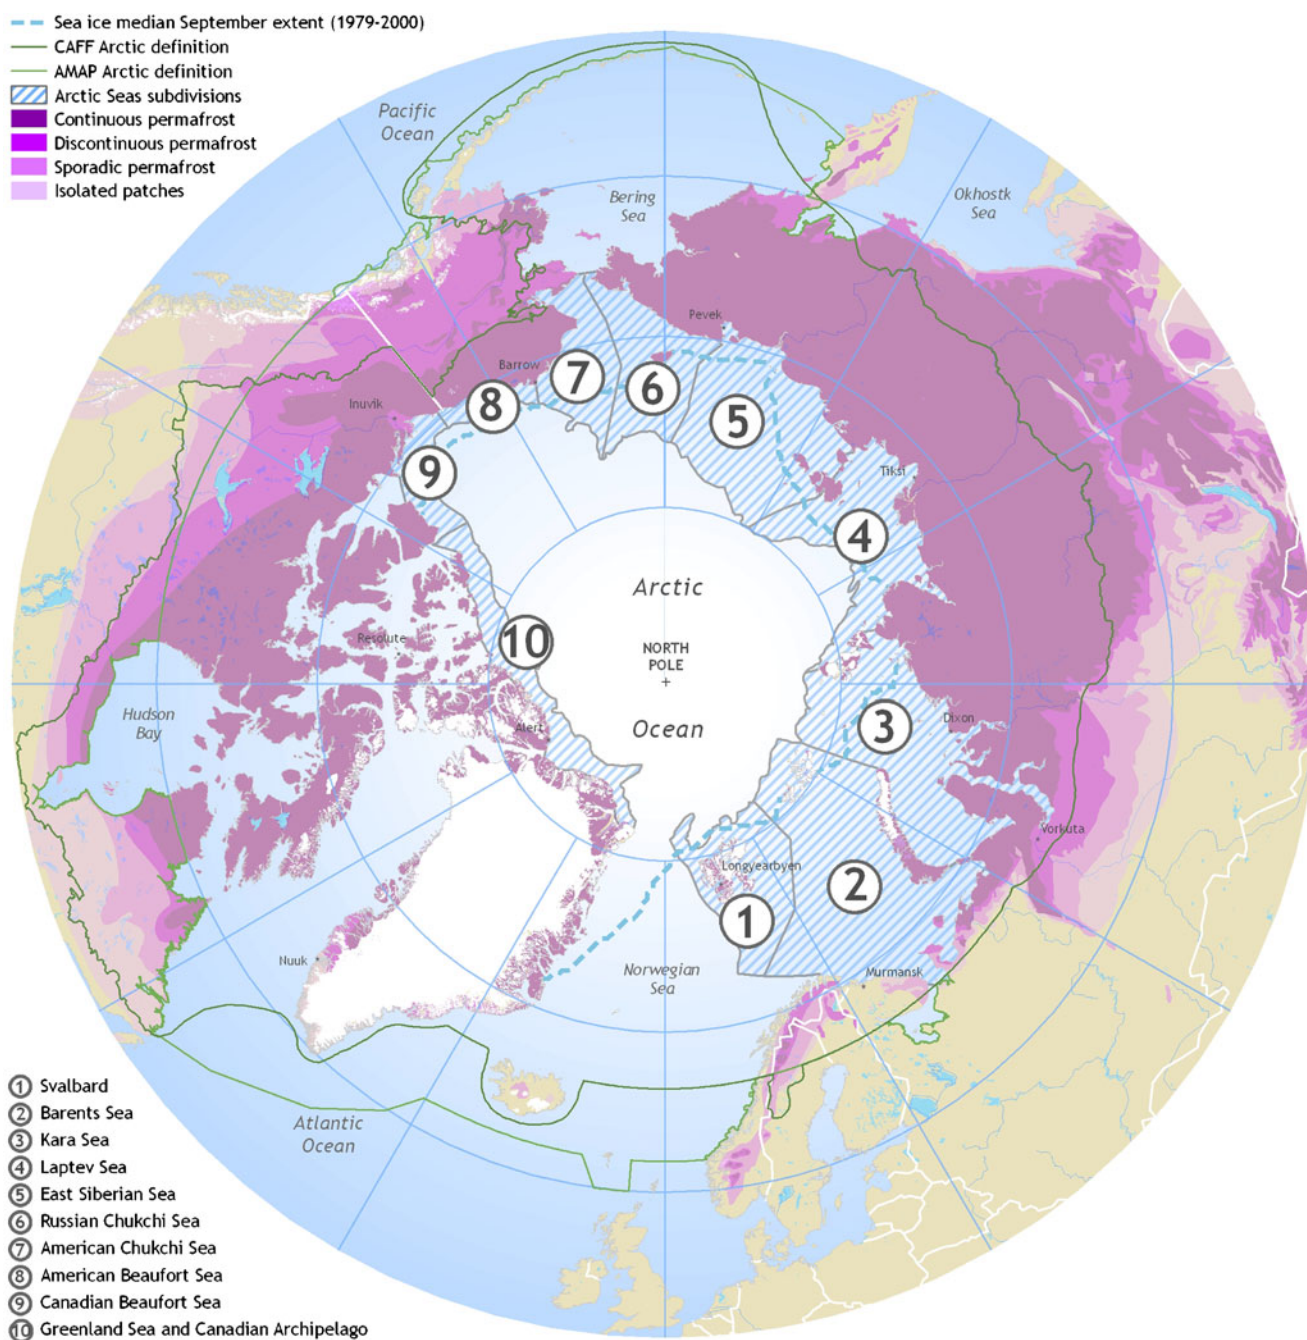 Sea ice median September extent (1979-2000)
CAFF Arctic definition
AMAP Arctic definition
Arctic Seas subdivisions
Continuous permafrost
Discontinuous permafrost
Sporadic permafrost
Isolated patches
Pacific
Ocean
Bering
Sea
Okhostk
Sea
Pevek
Barrow
7
6
8
5
Inuvik
9
Tiksi
4
Arctic
10
Resolute
NORTH
POLE
+
Hudson
Bay
Alert
Ocean
3
Dixon
Vorkuta
Longyearbyen
2
1
Nuuk
Norwegian
Sea
Murmansk
Atlantic
Ocean
1 Svalbard
2 Barents Sea
3 Kara Sea
4 Laptev Sea
5 East Siberian Sea
6 Russian Chukchi Sea
7 American Chukchi Sea
8 American Beaufort Sea
9 Canadian Beaufort Sea
10 Greenland Sea and Canadian Archipelago